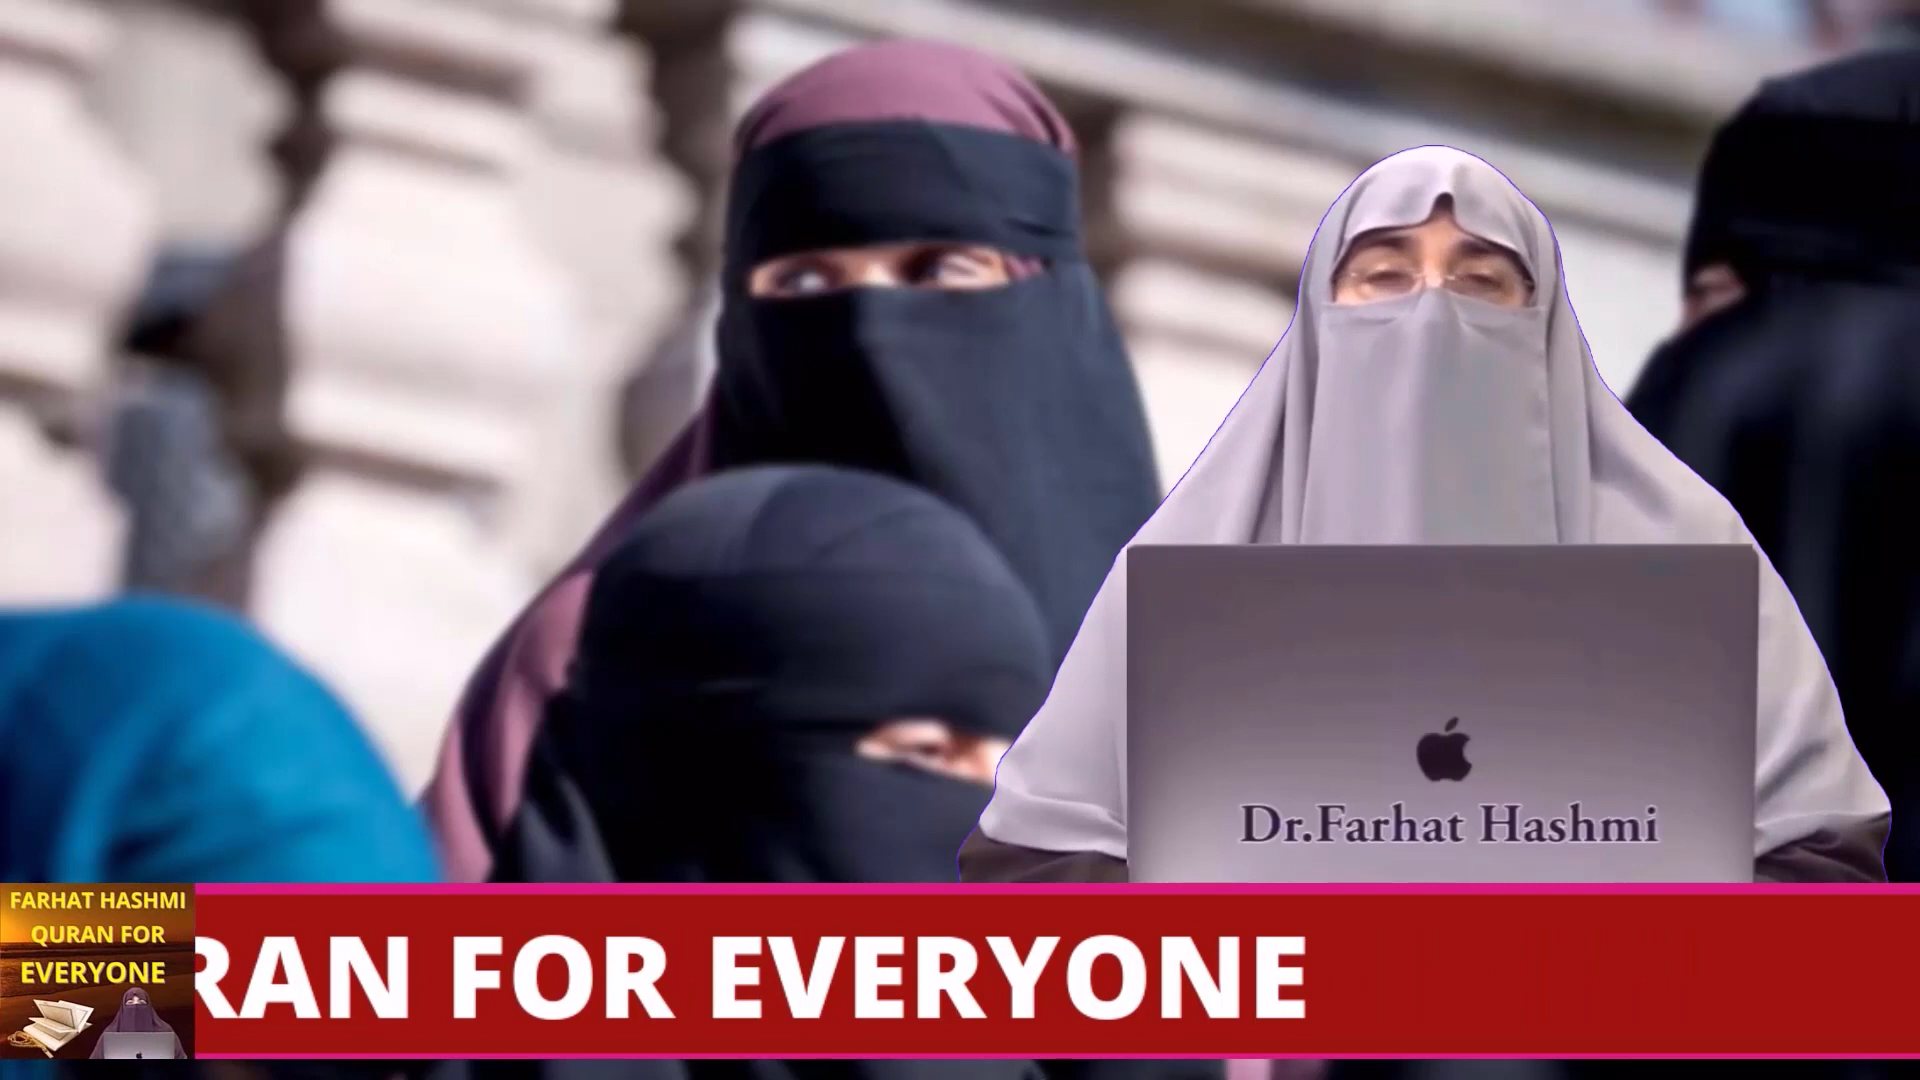 Dr.Farhat Hashmi
FARHAT HASHMI
QURAN FOR
EVERYONE
RAN FOR EVERYONE